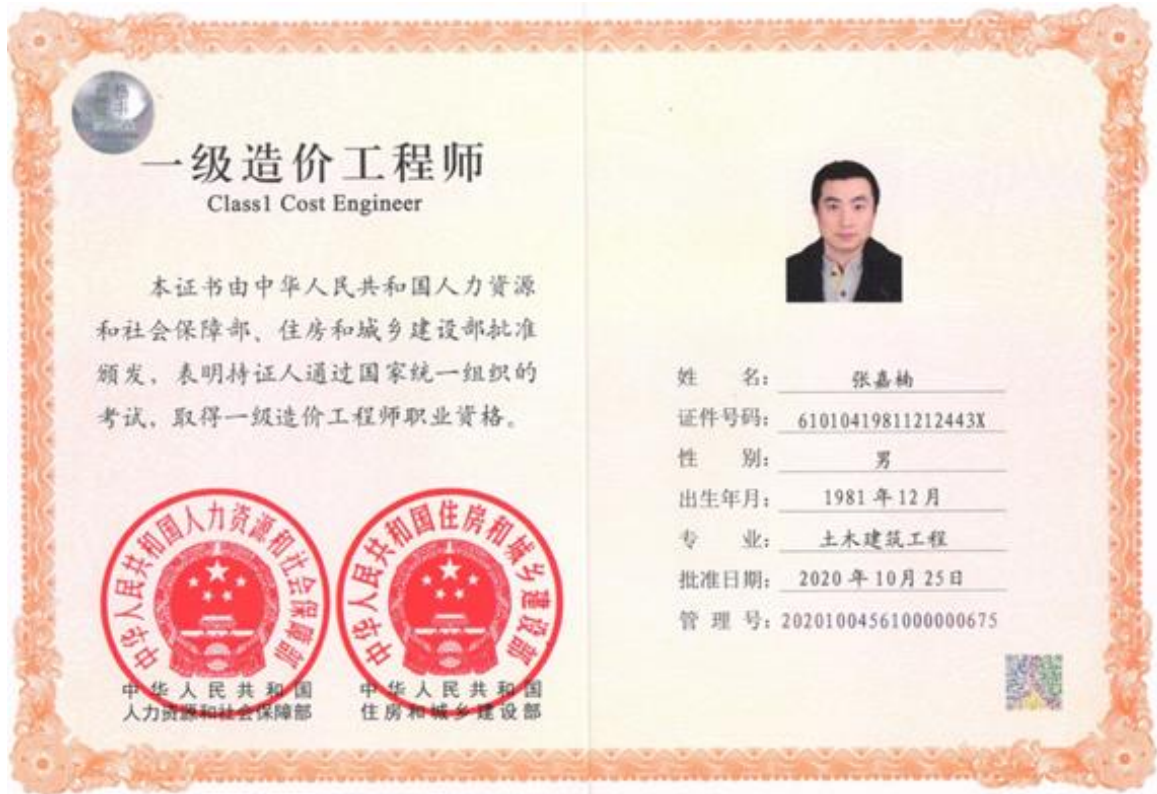 一级造价工程师
Class1 Cost Engineer
本证书由中华人民共和国人力资源
和社会保障部、住房和城乡建设部批准
颁发，表明持证人通过国家统一组织的
考试，取得一级造价工程师职业资格。
中华人民共和国人力资源和社会保障部
中华人民共和国住房和城乡建设部
中华人民共和国
人力资源和社会保障部
中华人民共和国
住房和城乡建设部
姓 名：张嘉楠
证件号码：61010419811212443X
性 别：男
出生年月：1981年12月
专 业：土木建筑工程
批准日期：2020年10月25日
管 理 号：20201004561000000675